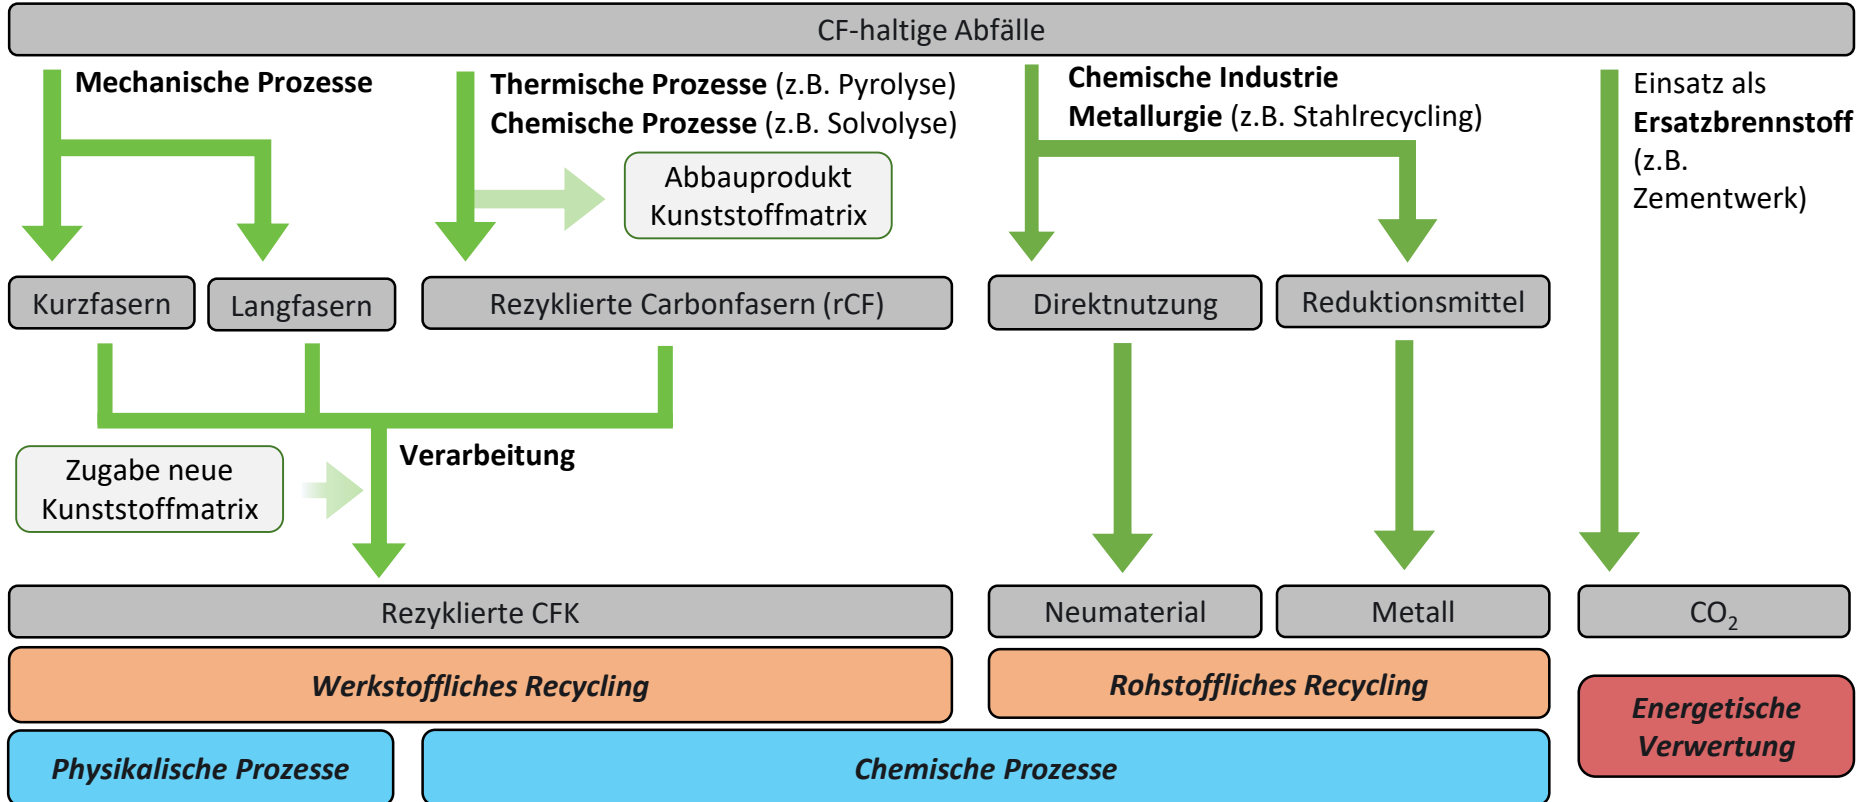 CF-haltige Abfälle
Mechanische Prozesse
Thermische Prozesse (z.B. Pyrolyse)
Chemische Prozesse (z.B. Solvolyse)
Chemische Industrie
Metallurgie (z.B. Stahlrecycling)
Einsatz als
Ersatzbrennstoff
(z.B.
Zementwerk)
Abbauprodukt
Kunststoffmatrix
Kurzfasern
Langfasern
Rezyklierte Carbonfasern (rCF)
Direktnutzung
Reduktionsmittel
Verarbeitung
Zugabe neue
Kunststoffmatrix
Rezyklierte CFK
Neumaterial
Metall
CO₂
Werkstoffliches Recycling
Rohstoffliches Recycling
Energetische
Verwertung
Physikalische Prozesse
Chemische Prozesse